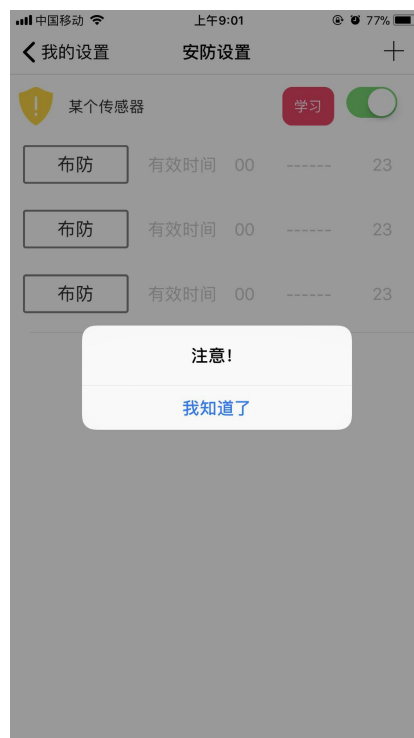 中国移动 上午9:01 77%
我的设置 安防设置
某个传感器 学习
布防 有效时间 00 ------ 23
布防 有效时间 00 ------ 23
布防 有效时间 00 ------ 23
注意！
我知道了